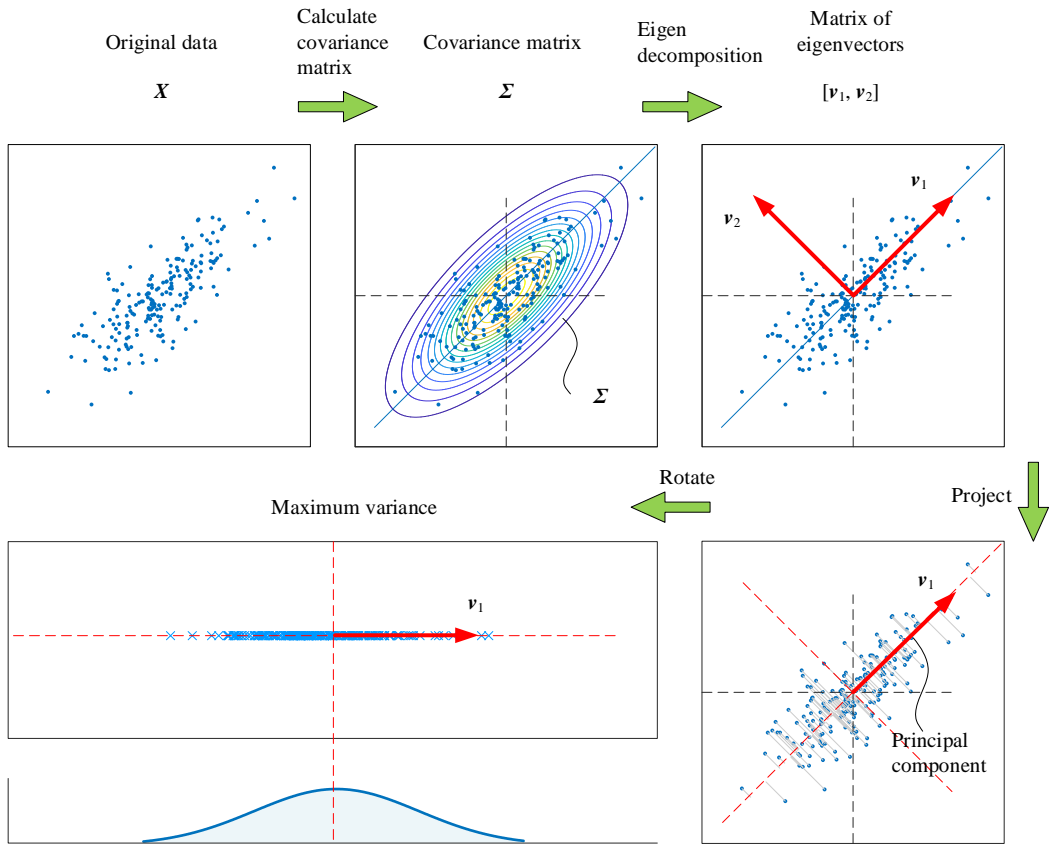 Original data
X
Calculate
covariance
matrix
Covariance matrix
Σ
Eigen
decomposition
Matrix of
eigenvectors
[v1, v2]
Σ
v1
v2
Project
Rotate
Maximum variance
v1
v1
Principal
component